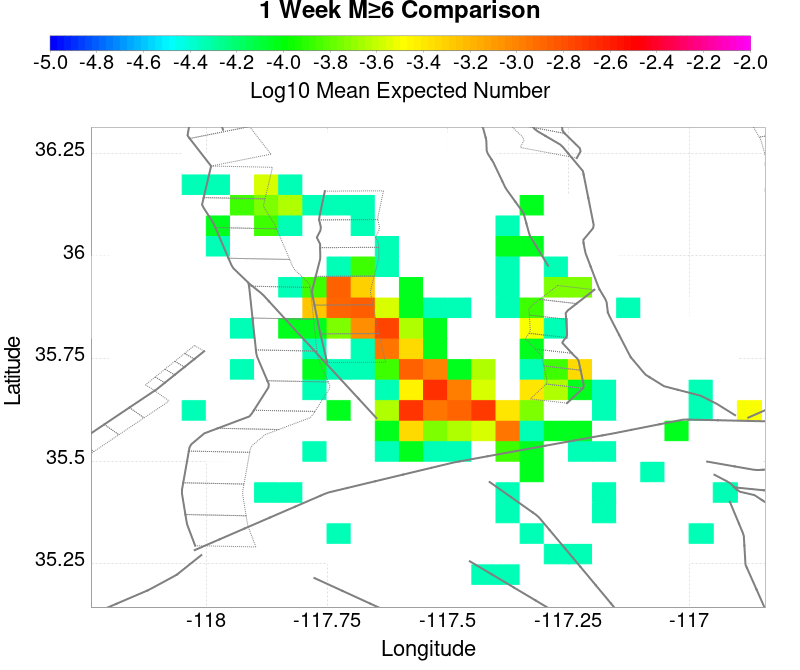 1 Week M≥6 Comparison
-5.0 -4.8 -4.6 -4.4 -4.2 -4.0 -3.8 -3.6 -3.4 -3.2 -3.0 -2.8 -2.6 -2.4 -2.2 -2.0
Log10 Mean Expected Number
36.25
36
35.75
35.5
35.25
Latitude
-118 -117.75 -117.5 -117.25 -117
Longitude